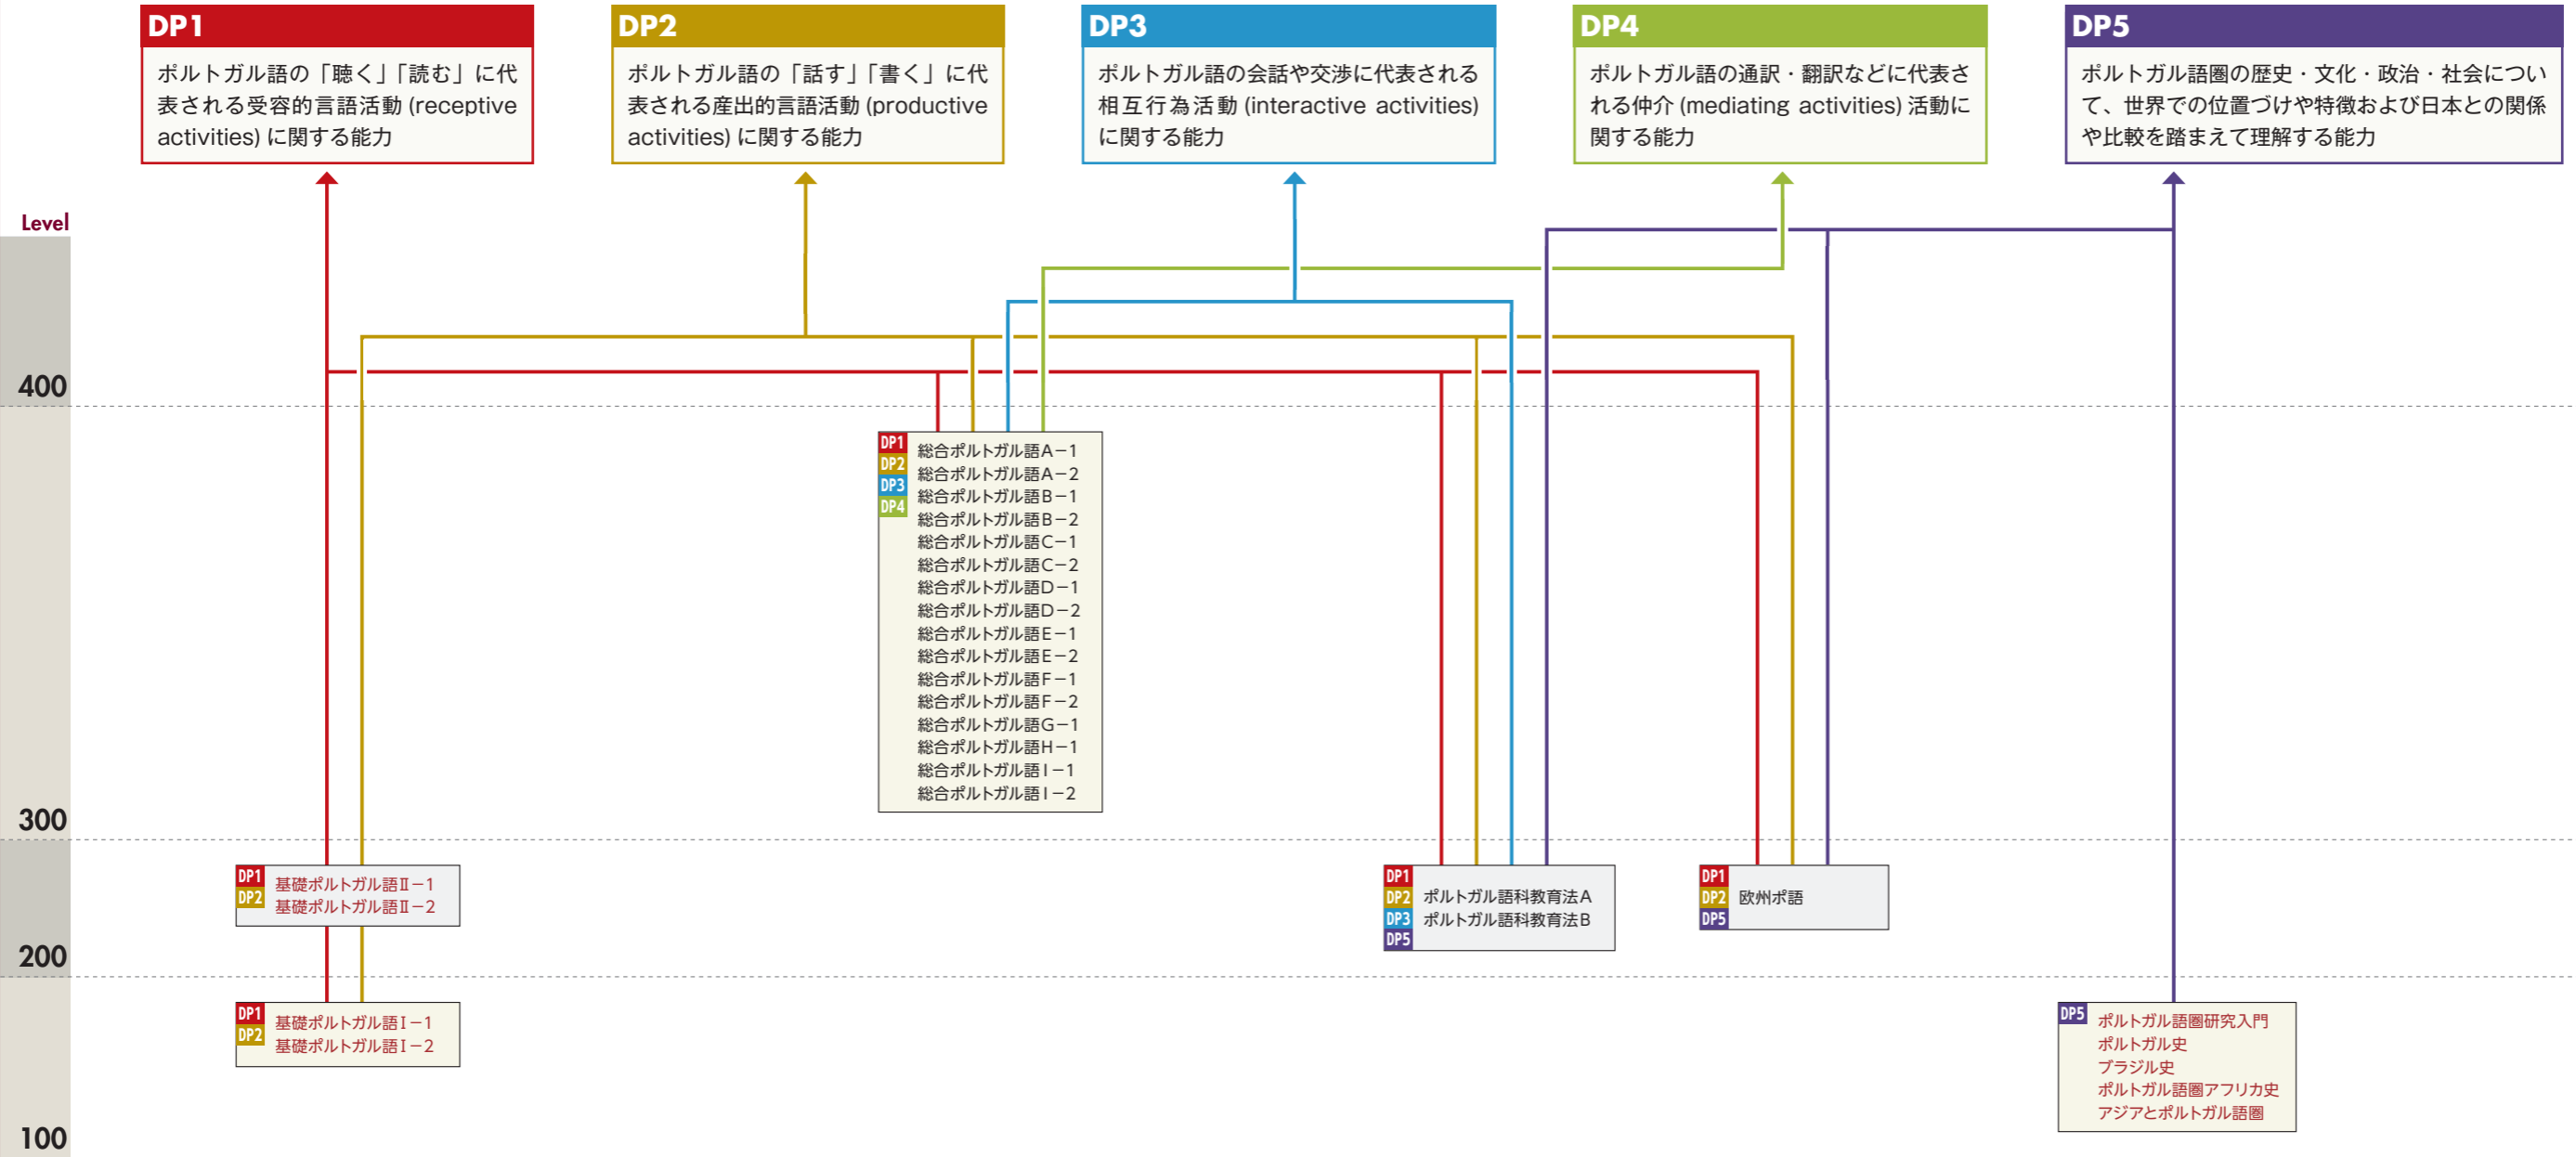 DP1
ポルトガル語の「聴く」「読む」に代
表される受容的言語活動 (receptive
activities) に関する能力
DP2
ポルトガル語の「話す」「書く」に代
表される産出的言語活動 (productive
activities) に関する能力
DP3
ポルトガル語の会話や交渉に代表される
相互行為活動 (interactive activities)
に関する能力
DP4
ポルトガル語の通訳・翻訳などに代表さ
れる仲介 (mediating activities) 活動に
関する能力
DP5
ポルトガル語圏の歴史・文化・政治・社会につい
て、世界での位置づけや特徴および日本との関係
や比較を踏まえて理解する能力
Level
400
DP1
DP2
DP3
DP4
総合ポルトガル語A－1
総合ポルトガル語A－2
総合ポルトガル語B－1
総合ポルトガル語B－2
総合ポルトガル語C－1
総合ポルトガル語C－2
総合ポルトガル語D－1
総合ポルトガル語D－2
総合ポルトガル語E－1
総合ポルトガル語E－2
総合ポルトガル語F－1
総合ポルトガル語F－2
総合ポルトガル語G－1
総合ポルトガル語H－1
総合ポルトガル語I－1
総合ポルトガル語I－2
300
DP1
DP2
基礎ポルトガル語Ⅱ－1
基礎ポルトガル語Ⅱ－2
DP1
DP2
DP3
DP5
ポルトガル語科教育法A
ポルトガル語科教育法B
DP1
DP2
DP5
欧州ポ語
200
DP1
DP2
基礎ポルトガル語Ⅰ－1
基礎ポルトガル語Ⅰ－2
DP5
ポルトガル語圏研究入門
ポルトガル史
ブラジル史
ポルトガル語圏アフリカ史
アジアとポルトガル語圏
100